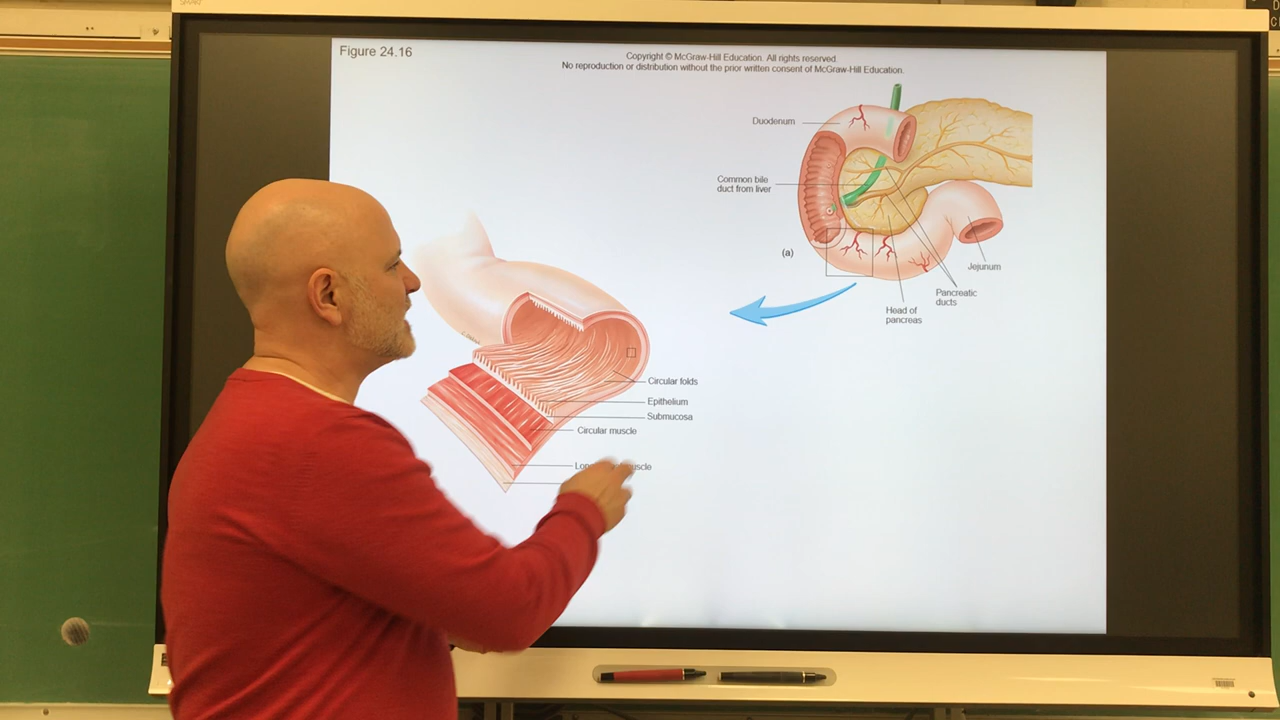 SMART
Figure 24.16
Copyright © McGraw-Hill Education. All rights reserved.
No reproduction or distribution without the prior written consent of McGraw-Hill Education.
Duodenum
Common bile
duct from liver
(a)
Jejunum
Pancreatic
ducts
Head of
pancreas
Circular folds
Epithelium
Submucosa
Circular muscle